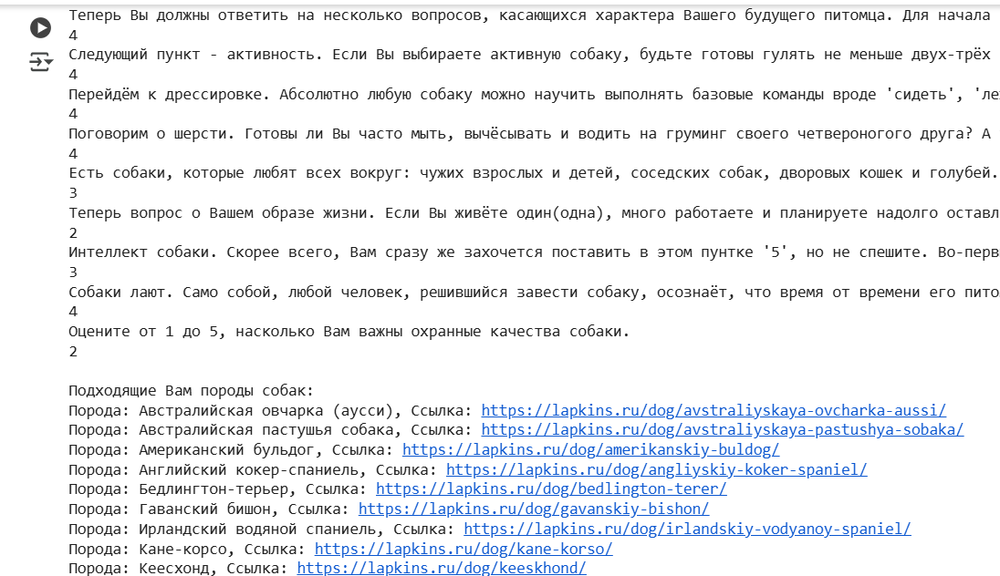 Теперь Вы должны ответить на несколько вопросов, касающихся характера Вашего будущего питомца. Для начала
4
Следующий пункт - активность. Если Вы выбираете активную собаку, будьте готовы гулять не меньше двух-трёх
4
Перейдём к дрессировке. Абсолютно любую собаку можно научить выполнять базовые команды вроде 'сидеть', 'ле
4
Поговорим о шерсти. Готовы ли Вы часто мыть, вычёсывать и водить на груминг своего четвероногого друга? А
4
Есть собаки, которые любят всех вокруг: чужих взрослых и детей, соседских собак, дворовых кошек и голубей.
3
Теперь вопрос о Вашем образе жизни. Если Вы живёте один(одна), много работаете и планируете надолго оставл
2
Интеллект собаки. Скорее всего, Вам сразу же захочется поставить в этом пунтке '5', но не спешите. Во-перв
3
Собаки лают. Само собой, любой человек, решившийся завести собаку, осознаёт, что время от времени его пито
4
Оцените от 1 до 5, насколько Вам важны охранные качества собаки.
2
Подходящие Вам породы собак:
Порода: Австралийская овчарка (аусси), Ссылка: https://lapkins.ru/dog/avstraliyskaya-ovcharka-aussi/
Порода: Австралийская пастушья собака, Ссылка: https://lapkins.ru/dog/avstraliyskaya-pastushya-sobaka/
Порода: Американский бульдог, Ссылка: https://lapkins.ru/dog/amerikanskiy-buldog/
Порода: Английский кокер-спаниель, Ссылка: https://lapkins.ru/dog/angliyskiy-koker-spaniel/
Порода: Бедлингтон-терьер, Ссылка: https://lapkins.ru/dog/bedlington-terer/
Порода: Гаванский бишон, Ссылка: https://lapkins.ru/dog/gavanskiy-bishon/
Порода: Ирландский водяной спаниель, Ссылка: https://lapkins.ru/dog/irlandskiy-vodyanoy-spaniel/
Порода: Кане-корсо, Ссылка: https://lapkins.ru/dog/kane-korso/
Порода: Кеесхонд, Ссылка: https://lapkins.ru/dog/keeskhond/